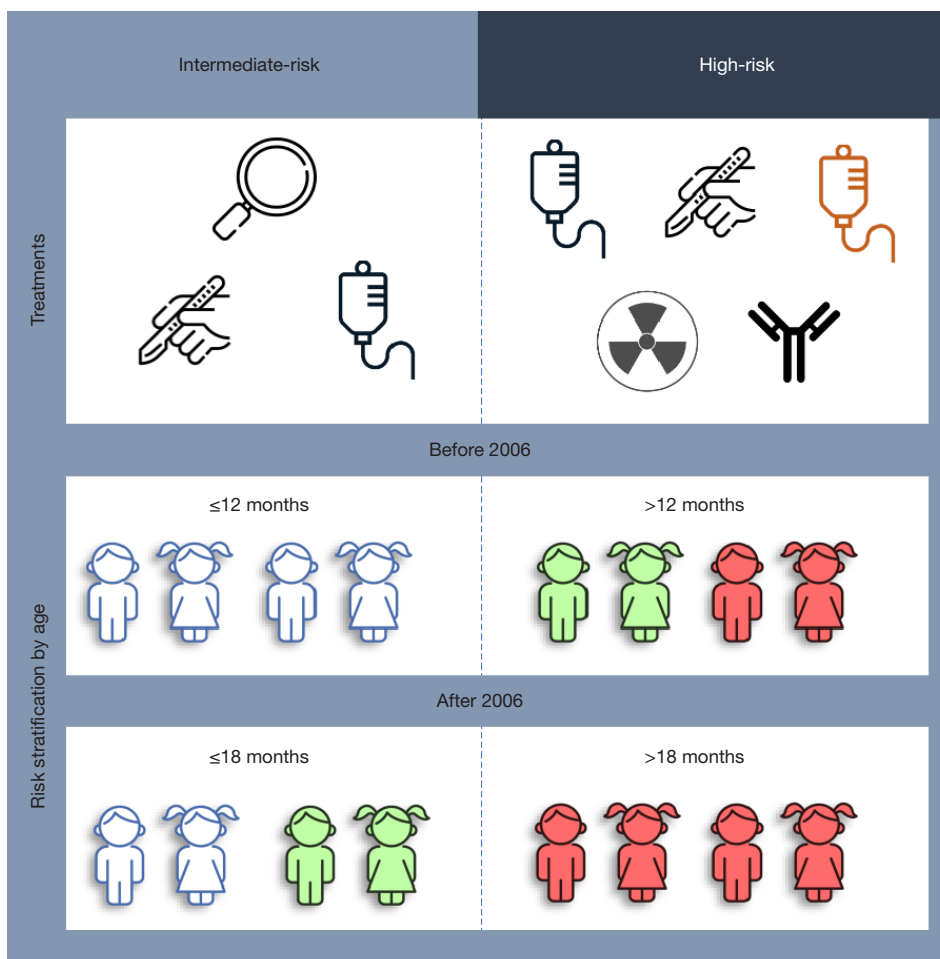 Intermediate-risk
High-risk
Treatments
Before 2006
≤12 months
>12 months
Risk stratification by age
After 2006
≤18 months
>18 months